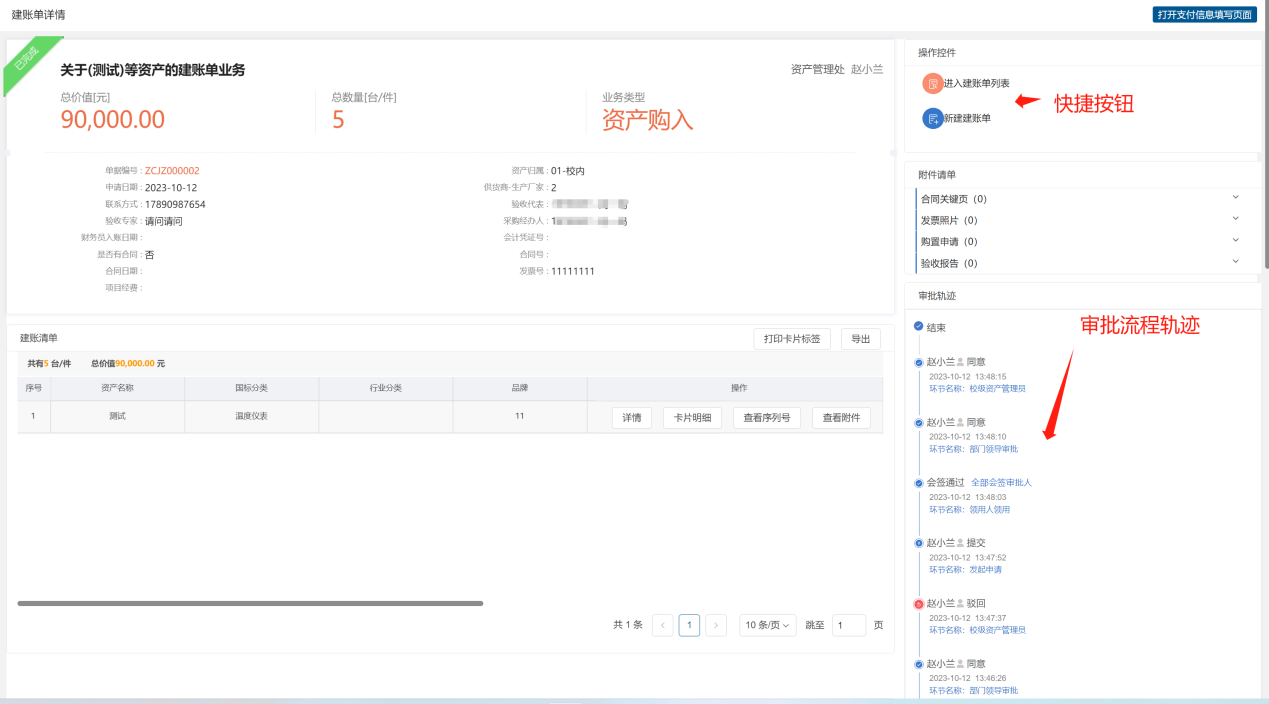 建账单详情
打开支付信息填写页面
已完成
关于(测试)等资产的建账单业务
资产管理处 赵小兰
总价值[元]
90,000.00
总数量[台/件]
5
业务类型
资产购入
单据编号：ZCJZ000002
申请日期：2023-10-12
联系方式：17890987654
验收专家：请问请问
财务员入账日期：
是否有合同：否
合同日期：
项目经费：
资产归属：01-校内
供货商-生产厂家：2
验收代表：
采购经办人：1
会计凭证号：
合同号：
发票号：11111111
建账清单
打印卡片标签
导出
共有5 台/件 总价值90,000.00 元
序号 资产名称 国标分类 行业分类 品牌 操作
1 测试 温度仪表 11 详情 卡片明细 查看序列号 查看附件
共 1 条 1 10 条/页 跳至 1 页
操作控件
进入建账单列表
新建建账单
快捷按钮
附件清单
合同关键页（0）
发票照片（0）
购置申请（0）
验收报告（0）
审批轨迹
审批流程轨迹
结束
赵小兰 同意
2023-10-12 13:48:15
环节名称：校级资产管理员
赵小兰 同意
2023-10-12 13:48:10
环节名称：部门领导审批
会签通过 全部会签审批人
2023-10-12 13:48:03
环节名称：领用人领用
赵小兰 提交
2023-10-12 13:47:52
环节名称：发起申请
赵小兰 驳回
2023-10-12 13:47:37
环节名称：校级资产管理员
赵小兰 同意
2023-10-12 13:46:26
环节名称：部门领导审批